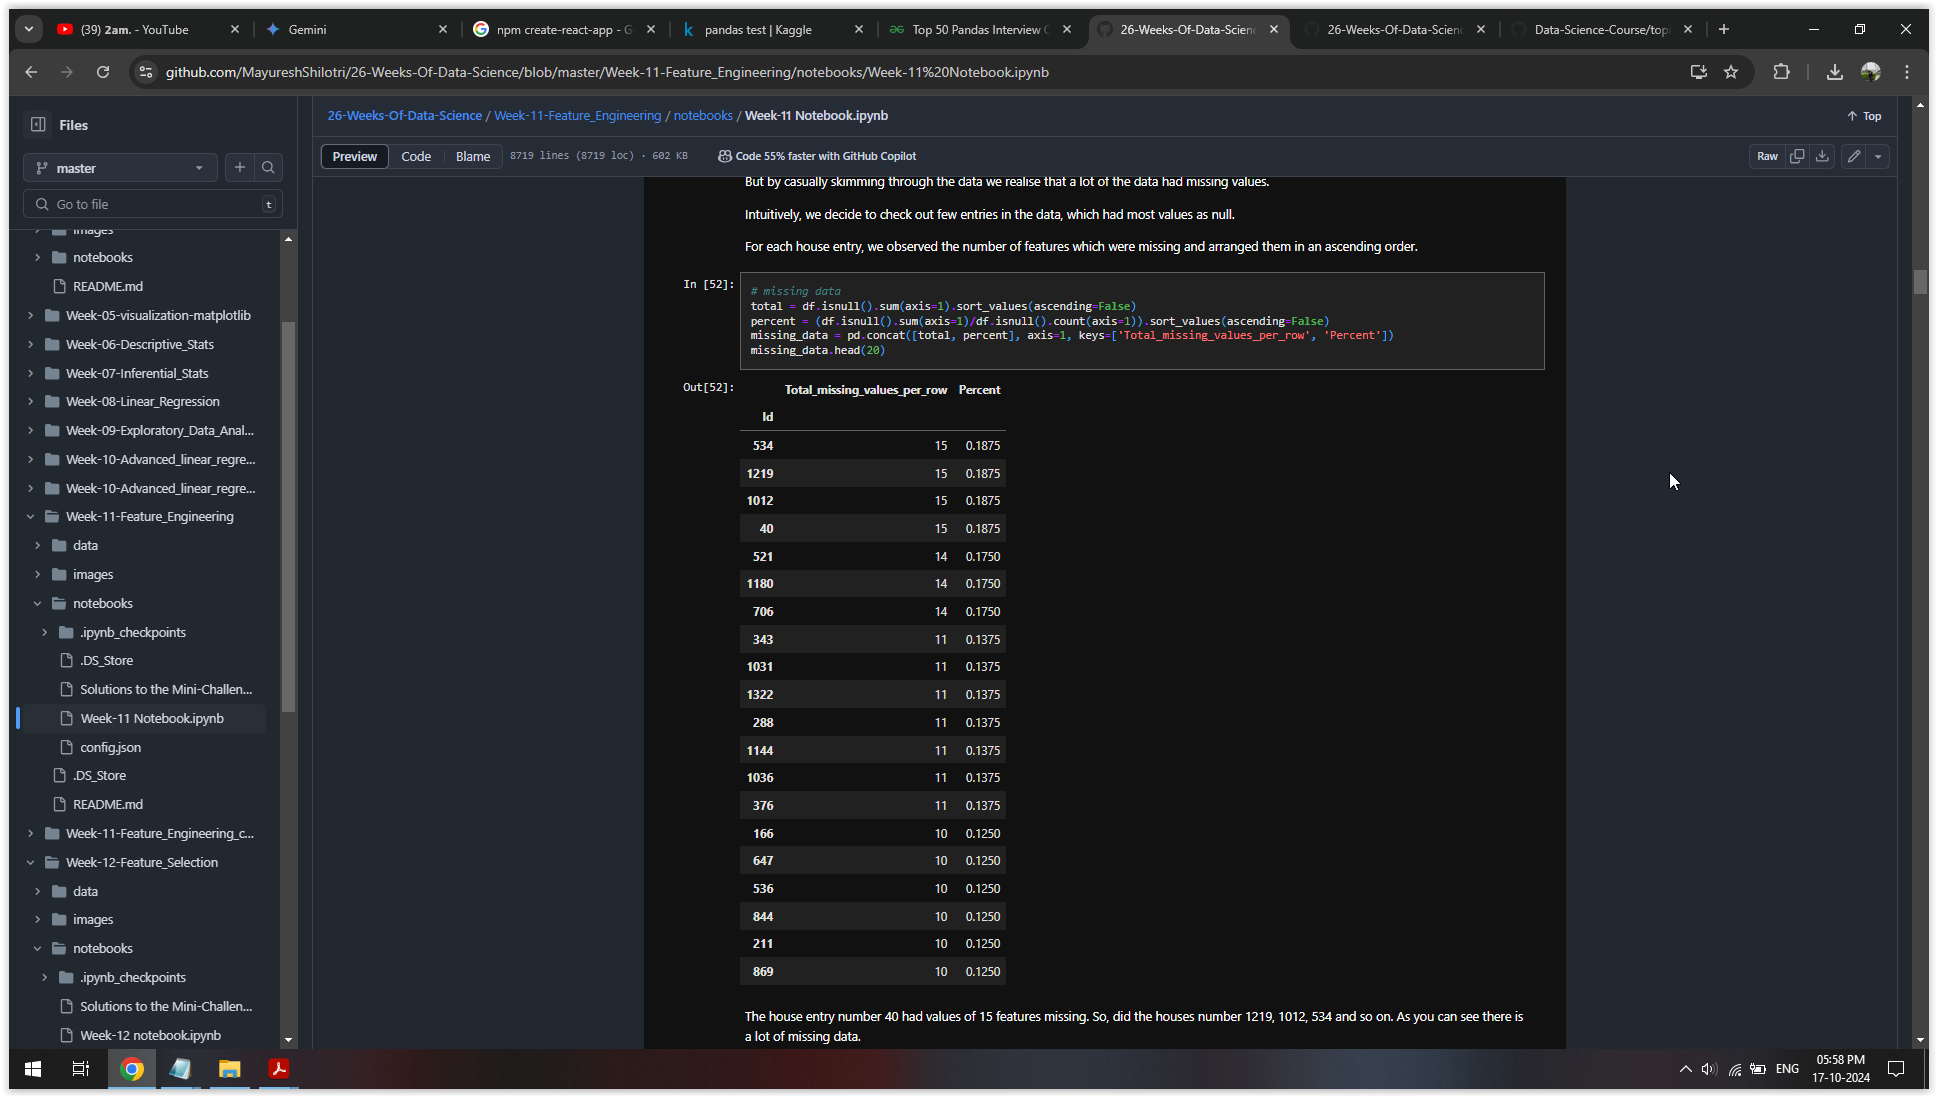 (39) 2am. - YouTube
Gemini
npm create-react-app - G
pandas test | Kaggle
Top 50 Pandas Interview
26-Weeks-Of-Data-Scien
26-Weeks-Of-Data-Scien
Data-Science-Course/topi
github.com/MayureshShilotri/26-Weeks-Of-Data-Science/blob/master/Week-11-Feature_Engineering/notebooks/Week-11%20Notebook.ipynb
Files
master
Go to file
t
images
notebooks
README.md
Week-05-visualization-matplotlib
Week-06-Descriptive_Stats
Week-07-Inferential_Stats
Week-08-Linear_Regression
Week-09-Exploratory_Data_Anal...
Week-10-Advanced_linear_regre...
Week-10-Advanced_linear_regre...
Week-11-Feature_Engineering
data
images
notebooks
.ipynb_checkpoints
.DS_Store
Solutions to the Mini-Challen...
Week-11 Notebook.ipynb
config.json
.DS_Store
README.md
Week-11-Feature_Engineering_c...
Week-12-Feature_Selection
data
images
notebooks
.ipynb_checkpoints
Solutions to the Mini-Challen...
Week-12 notebook.ipynb
26-Weeks-Of-Data-Science / Week-11-Feature_Engineering / notebooks / Week-11 Notebook.ipynb
Top
Preview Code Blame 8719 lines (8719 loc) · 602 KB Code 55% faster with GitHub Copilot
Raw
But by casually skimming through the data we realise that a lot of the data had missing values.
Intuitively, we decide to check out few entries in the data, which had most values as null.
For each house entry, we observed the number of features which were missing and arranged them in an ascending order.
In [52]:
# missing data
total = df.isnull().sum(axis=1).sort_values(ascending=False)
percent = (df.isnull().sum(axis=1)/df.isnull().count(axis=1)).sort_values(ascending=False)
missing_data = pd.concat([total, percent], axis=1, keys=['Total_missing_values_per_row', 'Percent'])
missing_data.head(20)
Out[52]:
Total_missing_values_per_row Percent
Id
534 15 0.1875
1219 15 0.1875
1012 15 0.1875
40 15 0.1875
521 14 0.1750
1180 14 0.1750
706 14 0.1750
343 11 0.1375
1031 11 0.1375
1322 11 0.1375
288 11 0.1375
1144 11 0.1375
1036 11 0.1375
376 11 0.1375
166 10 0.1250
647 10 0.1250
536 10 0.1250
844 10 0.1250
211 10 0.1250
869 10 0.1250
The house entry number 40 had values of 15 features missing. So, did the houses number 1219, 1012, 534 and so on. As you can see there is
a lot of missing data.
ENG
05:58 PM
17-10-2024